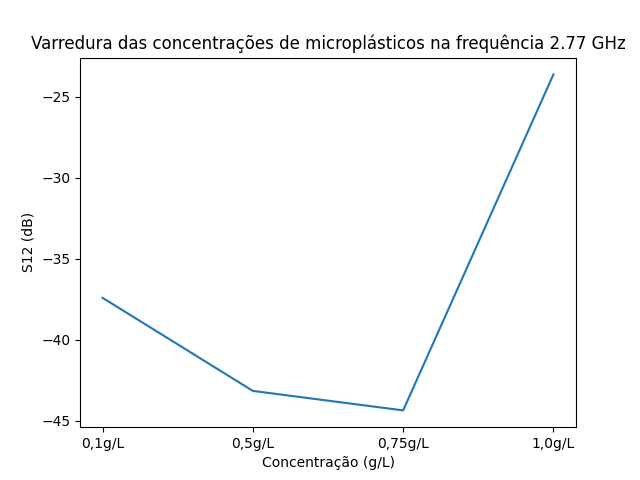 Varredura das concentrações de microplásticos na frequência 2.77 GHz
−25
−30
−35
−40
−45
S12 (dB)
0,1g/L 0,5g/L 0,75g/L 1,0g/L
Concentração (g/L)